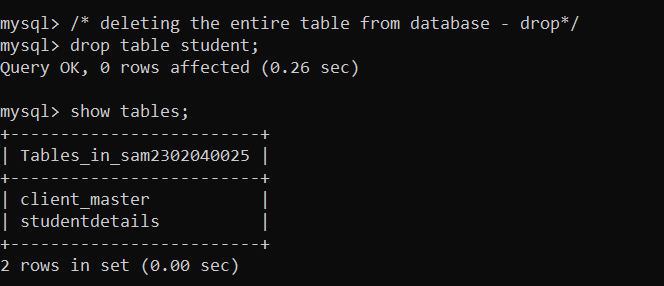 mysql> /* deleting the entire table from database - drop*/
mysql> drop table student;
Query OK, 0 rows affected (0.26 sec)

mysql> show tables;
+-------------------------+
| Tables_in_sam2302040025 |
+-------------------------+
| client_master           |
| studentdetails          |
+-------------------------+
2 rows in set (0.00 sec)